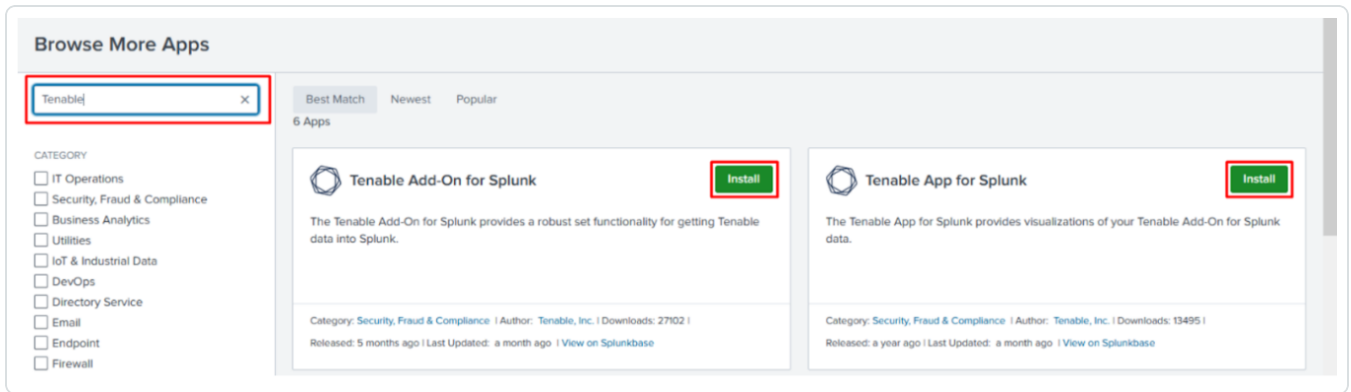 Browse More Apps
Tenable
Best Match Newest Popular
6 Apps
CATEGORY
IT Operations
Security, Fraud & Compliance
Business Analytics
Utilities
IoT & Industrial Data
DevOps
Directory Service
Email
Endpoint
Firewall
Tenable Add-On for Splunk
Install
The Tenable Add-On for Splunk provides a robust set functionality for getting Tenable
data into Splunk.
Category: Security, Fraud & Compliance | Author: Tenable, Inc. | Downloads: 27102 |
Released: 5 months ago | Last Updated: a month ago | View on Splunkbase
Tenable App for Splunk
Install
The Tenable App for Splunk provides visualizations of your Tenable Add-On for Splunk
data.
Category: Security, Fraud & Compliance | Author: Tenable, Inc. | Downloads: 13495 |
Released: a year ago | Last Updated: a month ago | View on Splunkbase